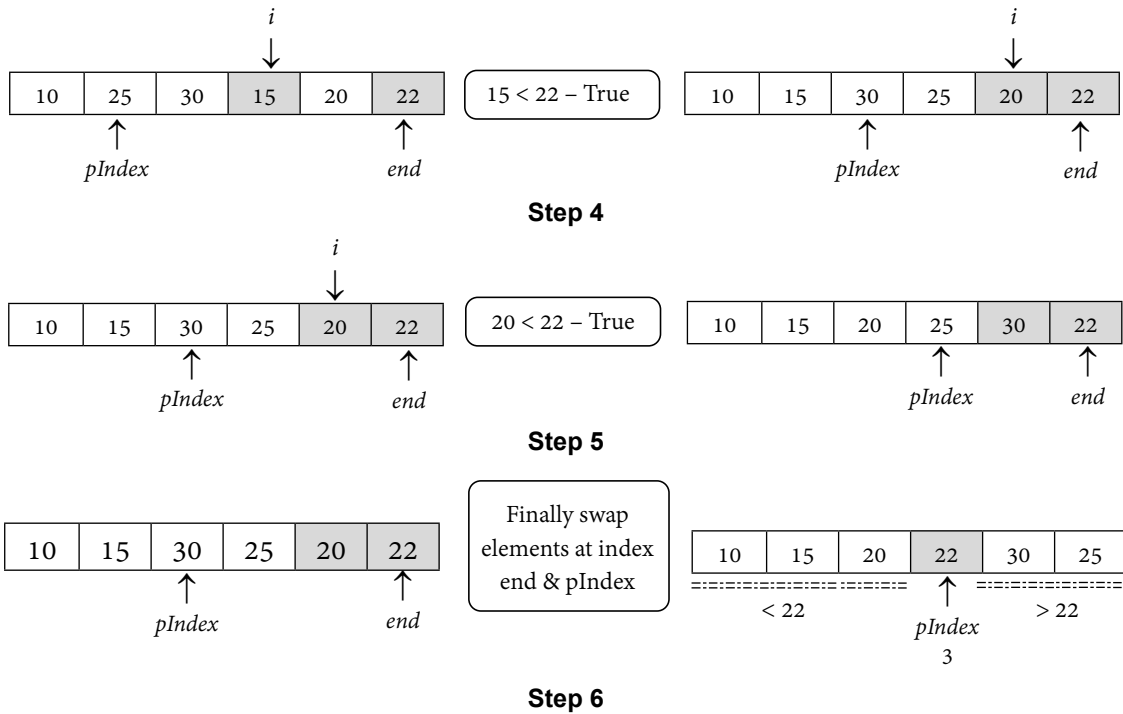 i
i
10 25 30 15 20 22
15 < 22 – True
10 15 30 25 20 22
pIndex
end
pIndex
end
Step 4
i
10 15 30 25 20 22
20 < 22 – True
10 15 20 25 30 22
pIndex
end
pIndex
end
Step 5
10 15 30 25 20 22
Finally swap
elements at index
end & pIndex
10 15 20 22 30 25
pIndex
end
< 22
pIndex
3
> 22
Step 6